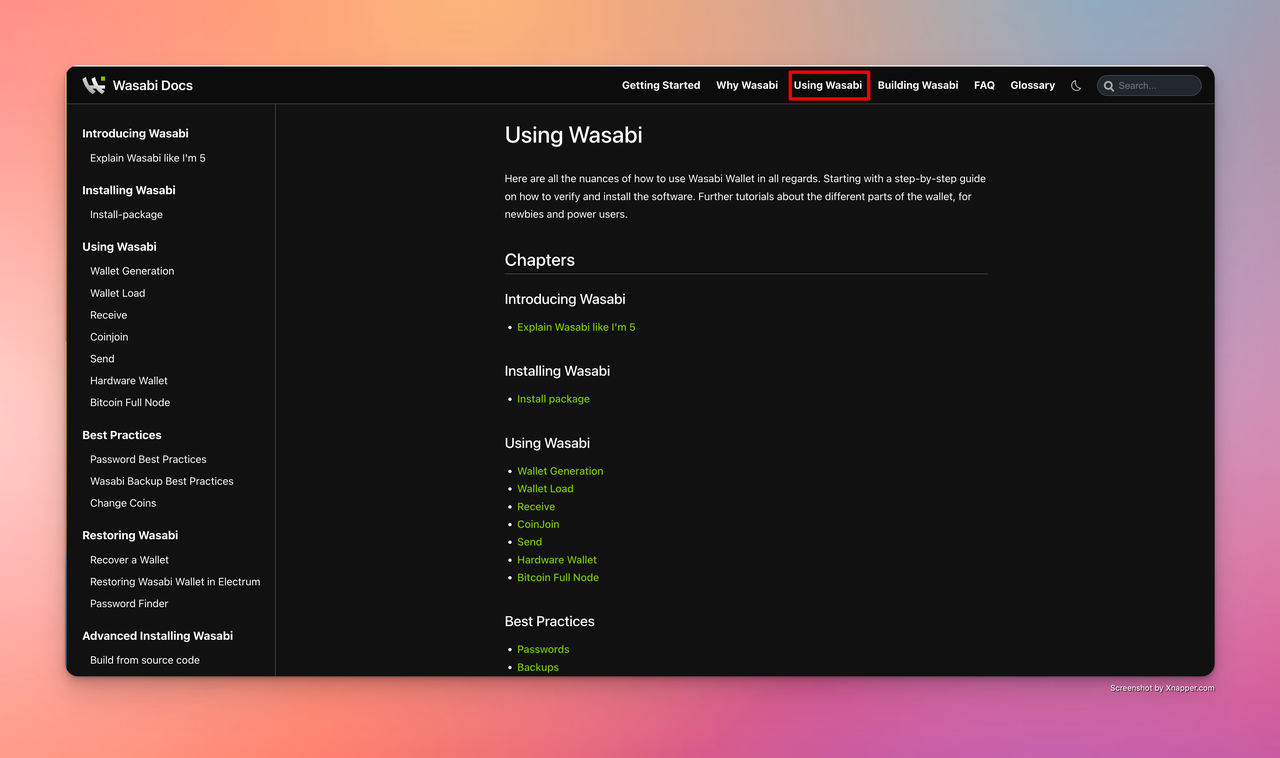 Wasabi Docs
Getting Started
Why Wasabi
Using Wasabi
Building Wasabi
FAQ
Glossary
Search...
Introducing Wasabi
Explain Wasabi like I'm 5
Installing Wasabi
Install-package
Using Wasabi
Wallet Generation
Wallet Load
Receive
Coinjoin
Send
Hardware Wallet
Bitcoin Full Node
Best Practices
Password Best Practices
Wasabi Backup Best Practices
Change Coins
Restoring Wasabi
Recover a Wallet
Restoring Wasabi Wallet in Electrum
Password Finder
Advanced Installing Wasabi
Build from source code
Using Wasabi
Here are all the nuances of how to use Wasabi Wallet in all regards. Starting with a step-by-step guide
on how to verify and install the software. Further tutorials about the different parts of the wallet, for
newbies and power users.
Chapters
Introducing Wasabi
• Explain Wasabi like I'm 5
Installing Wasabi
• Install package
Using Wasabi
• Wallet Generation
• Wallet Load
• Receive
• CoinJoin
• Send
• Hardware Wallet
• Bitcoin Full Node
Best Practices
• Passwords
• Backups
Screenshot by Xnapper.com